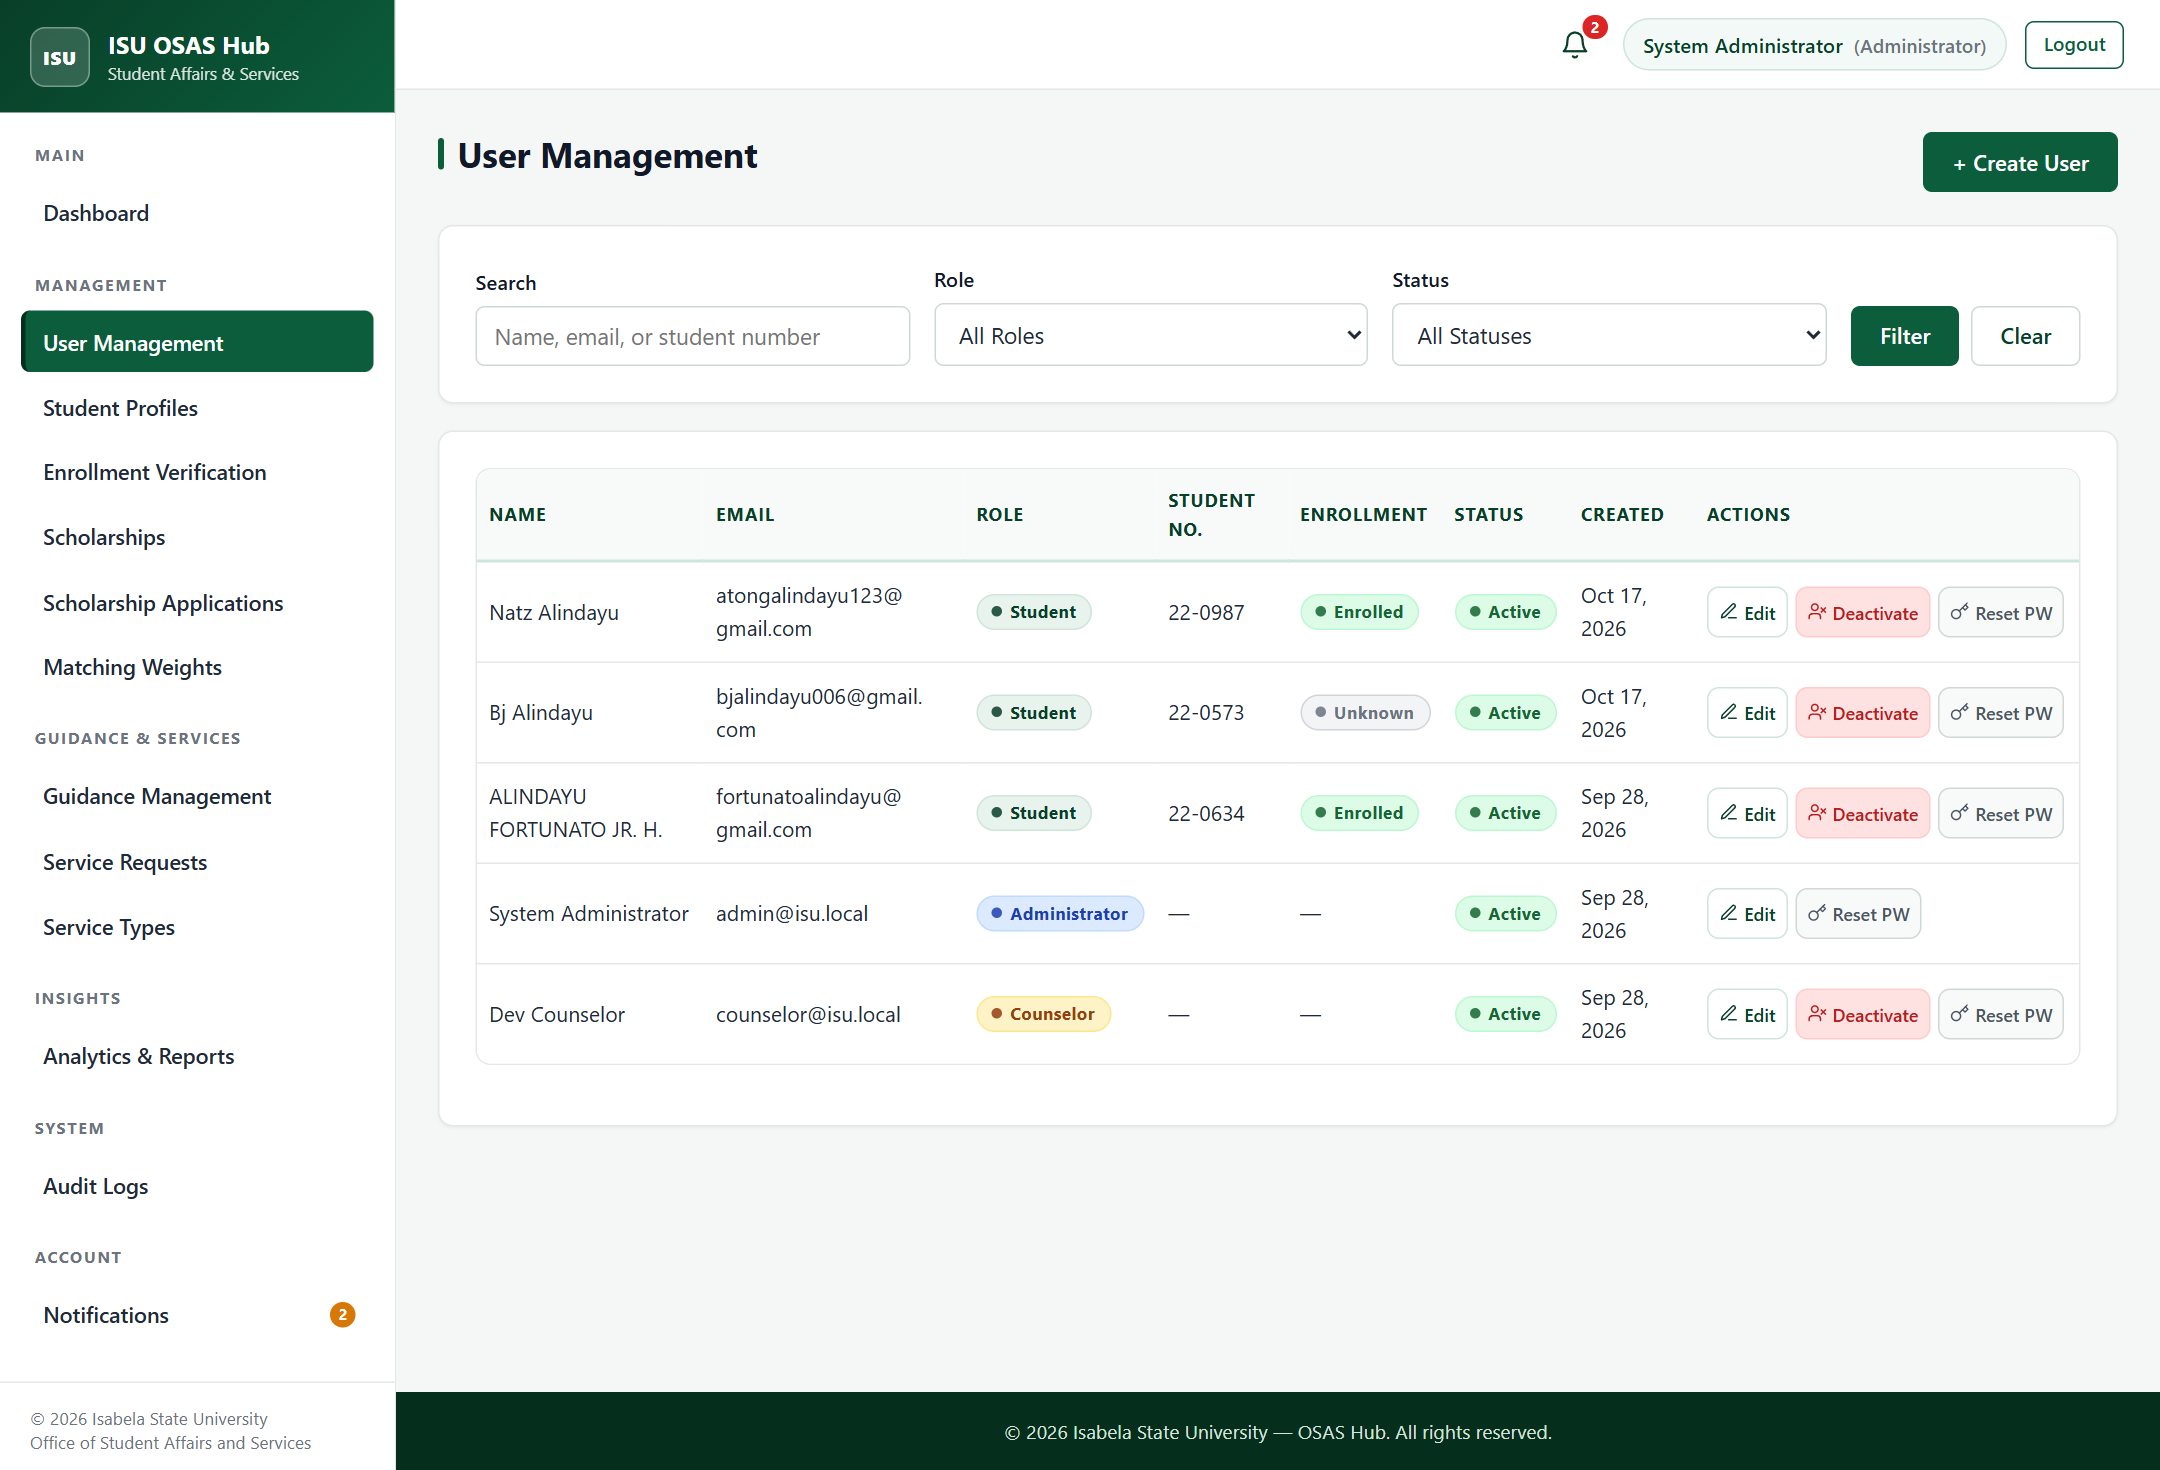 ISU
ISU OSAS Hub
Student Affairs & Services
MAIN
Dashboard
MANAGEMENT
User Management
Student Profiles
Enrollment Verification
Scholarships
Scholarship Applications
Matching Weights
GUIDANCE & SERVICES
Guidance Management
Service Requests
Service Types
INSIGHTS
Analytics & Reports
SYSTEM
Audit Logs
ACCOUNT
Notifications 2
© 2026 Isabela State University
Office of Student Affairs and Services
2
System Administrator (Administrator)
Logout
User Management
+ Create User
Search
Name, email, or student number
Role
All Roles
Status
All Statuses
Filter
Clear
NAME EMAIL ROLE STUDENT NO. ENROLLMENT STATUS CREATED ACTIONS
Natz Alindayu atongalindayu123@gmail.com Student 22-0987 Enrolled Active Oct 17, 2026 Edit Deactivate Reset PW
Bj Alindayu bjalindayu006@gmail.com Student 22-0573 Unknown Active Oct 17, 2026 Edit Deactivate Reset PW
ALINDAYU FORTUNATO JR. H. fortunatoalindayu@gmail.com Student 22-0634 Enrolled Active Sep 28, 2026 Edit Deactivate Reset PW
System Administrator admin@isu.local Administrator — — Active Sep 28, 2026 Edit Reset PW
Dev Counselor counselor@isu.local Counselor — — Active Sep 28, 2026 Edit Deactivate Reset PW
© 2026 Isabela State University — OSAS Hub. All rights reserved.